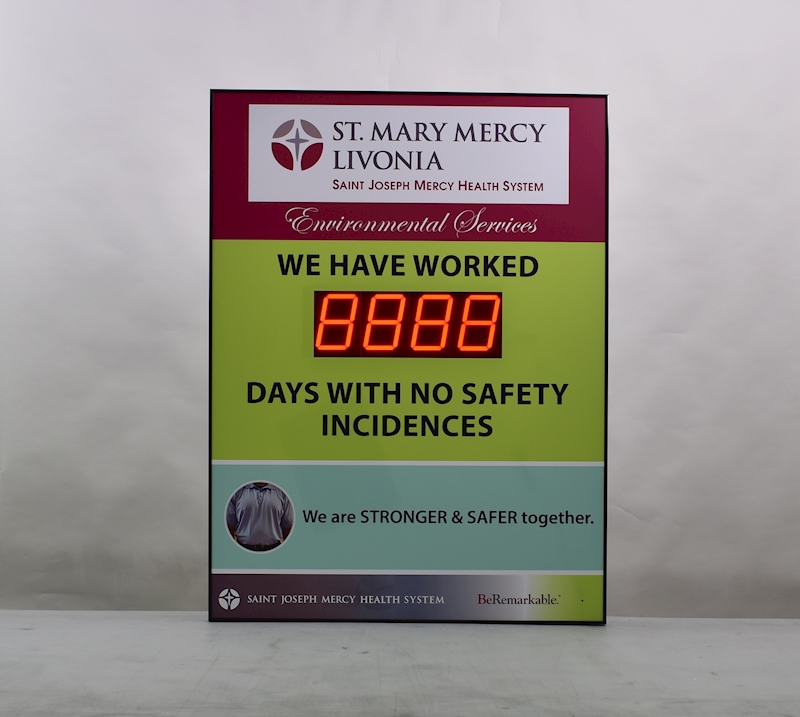 ST. MARY MERCY
LIVONIA
SAINT JOSEPH MERCY HEALTH SYSTEM
Environmental Services
WE HAVE WORKED
8888
DAYS WITH NO SAFETY
INCIDENCES
We are STRONGER & SAFER together.
SAINT JOSEPH MERCY HEALTH SYSTEM BeRemarkable.